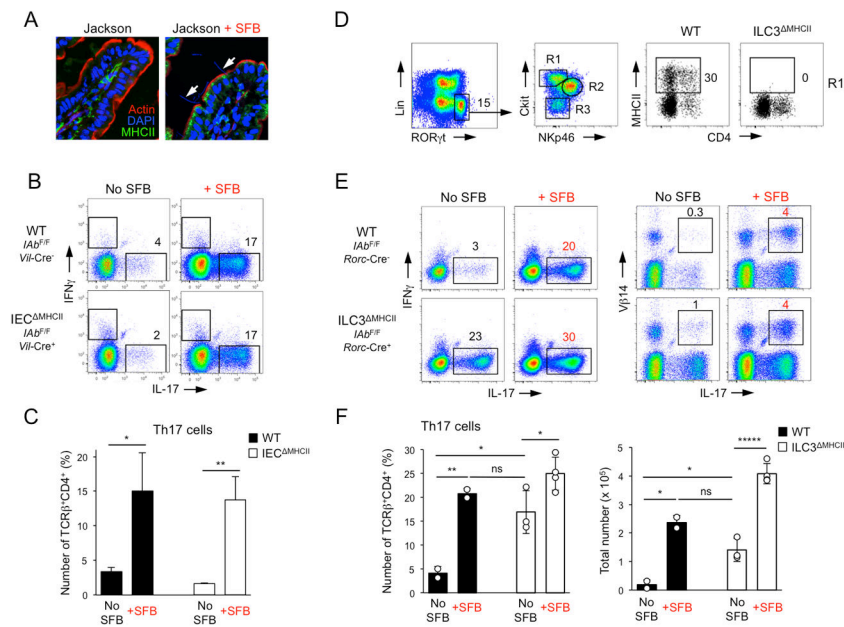 A
Jackson
Jackson + SFB
Actin
DAPI
MHCII
B
No SFB
+ SFB
WT
IAb^F/F
Vil-Cre⁻
4
17
IECΔMHCII
IAb^F/F
Vil-Cre⁺
2
17
IFNγ
IL-17
C
Th17 cells
WT
IECΔMHCII
*
**
Number of TCRβ⁺CD4⁺ (%)
20
15
10
5
0
No SFB
+SFB
No SFB
+SFB
D
WT
ILC3ΔMHCII
Lin
15
RORγt
R1
R2
R3
Ckit
NKp46
MHCII
30
0
R1
CD4
E
No SFB
+ SFB
No SFB
+ SFB
WT
IAb^F/F
Rorc-Cre⁻
3
20
0.3
4
ILC3ΔMHCII
IAb^F/F
Rorc-Cre⁺
23
30
1
4
IFNγ
IL-17
Vβ14
IL-17
F
Th17 cells
WT
ILC3ΔMHCII
*
*
**
ns
Number of TCRβ⁺CD4⁺ (%)
35
30
25
20
15
10
5
0
No SFB
+SFB
No SFB
+SFB
*****
*
*
ns
Total number (x 10⁵)
5
4
3
2
1
0
No SFB
+SFB
No SFB
+SFB